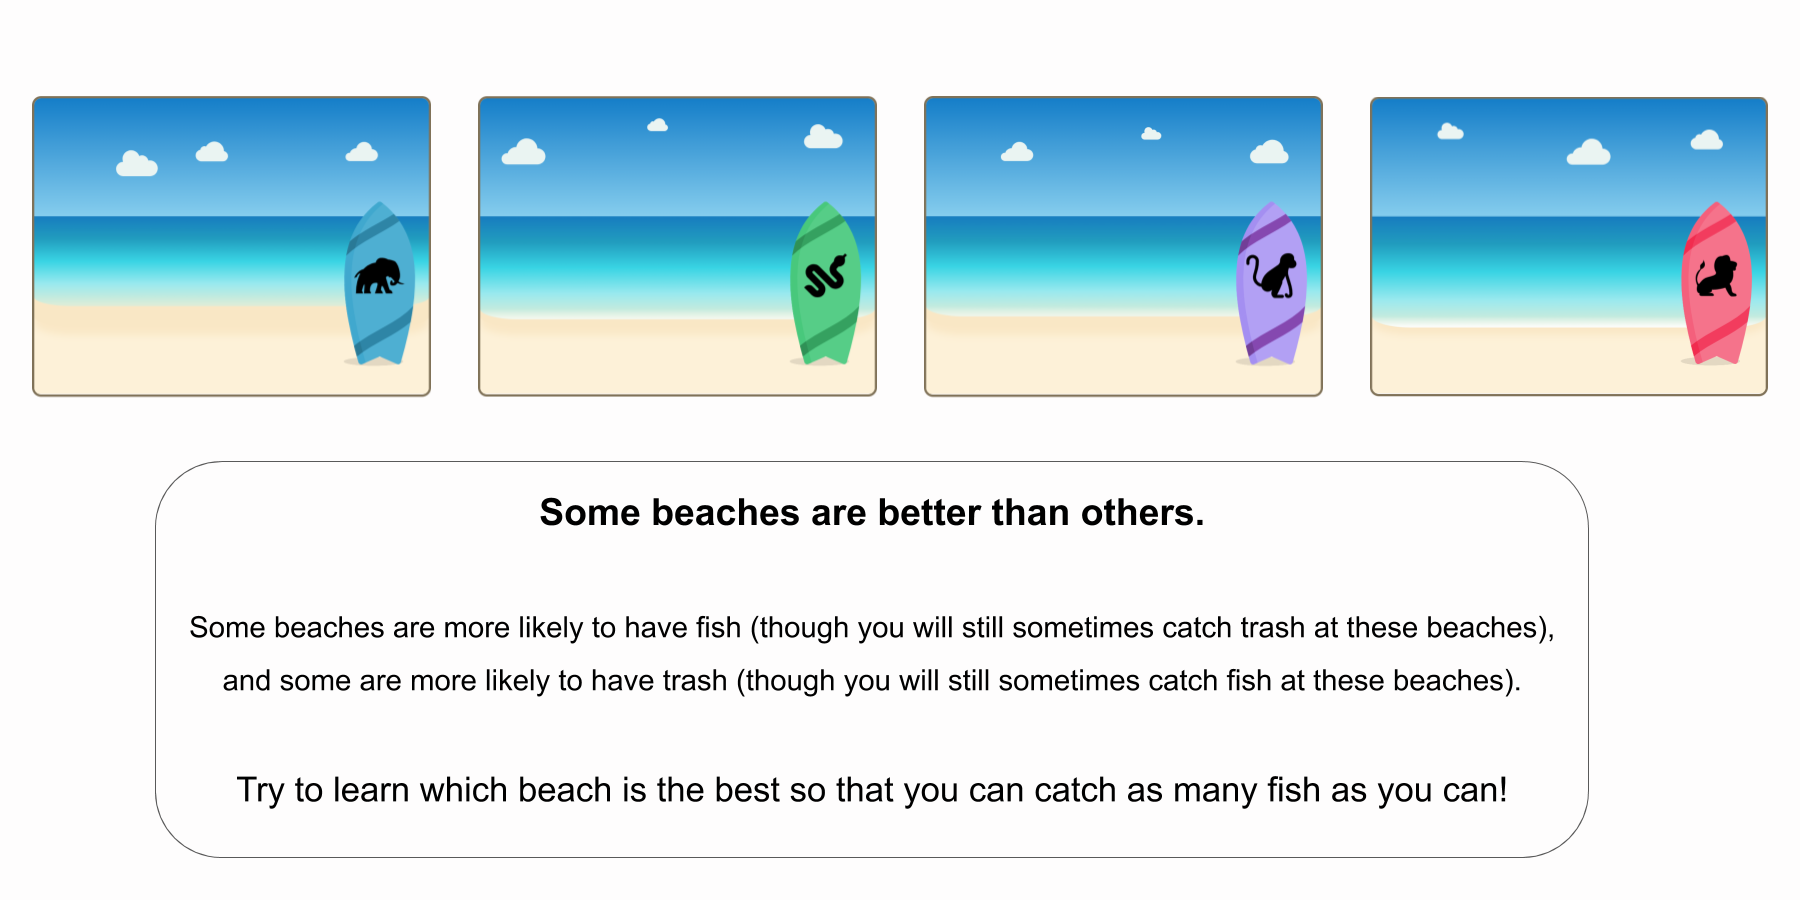 Some beaches are better than others.
Some beaches are more likely to have fish (though you will still sometimes catch trash at these beaches),
and some are more likely to have trash (though you will still sometimes catch fish at these beaches).
Try to learn which beach is the best so that you can catch as many fish as you can!